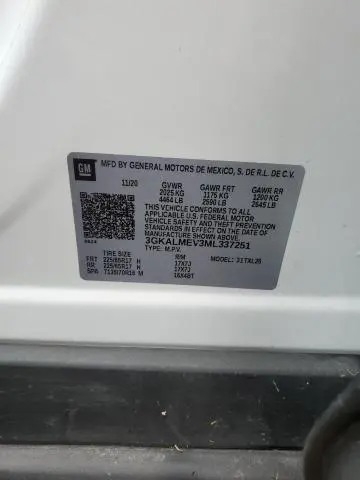 GM
MFD BY GENERAL MOTORS DE MEXICO, S. DE R.L. DE C.V.
11/20 GVWR GAWR FRT GAWR RR
2025 KG 1175 KG 1200 KG
4464 LB 2590 LB 2645 LB
THIS VEHICLE CONFORMS TO ALL APPLICABLE
U.S. FEDERAL MOTOR VEHICLE SAFETY
THEFT PREVENTION STANDARDS IN EFFECT ON
THE DATE OF MANUFACTURE SHOWN ABOVE.
3GKALMEV3ML337251
TYPE: M.P.V. MODEL: 31TXL26
TIRE SIZE RIM
FRT 225/65R17 H 17X7J
RR 225/65R17 H 17X7J
SPA T135/70R16 M 16X4BT